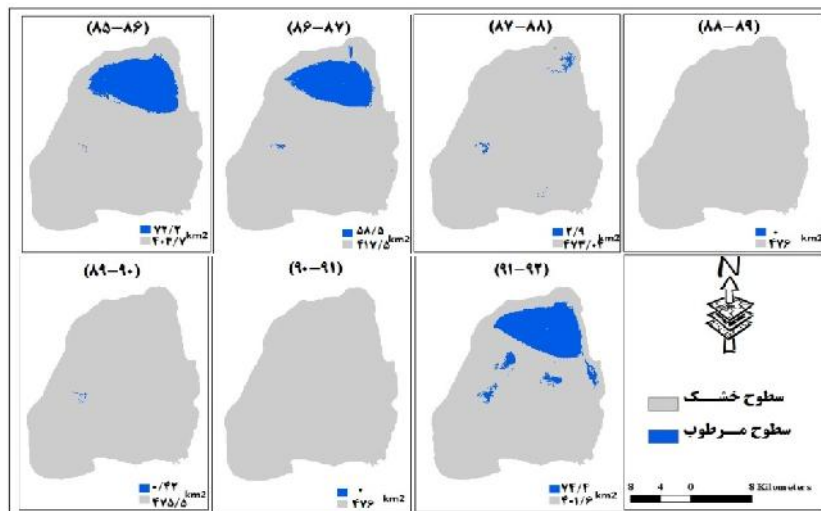 (۸۵-۸۶)
۷۲/۳
۴۰۳/۷
km2
(۸۶-۸۷)
۵۸/۵
۴۱۷/۵
km2
(۸۷-۸۸)
۲/۹
۴۷۳/۰۴
km2
(۸۸-۸۹)
۰
۴۷۶
km2
(۸۹-۹۰)
۰/۴۲
۴۷۵/۵
km2
(۹۰-۹۱)
۰
۴۷۶
km2
(۹۱-۹۲)
۷۴/۴
۴۰۱/۶
km2
N
سطوح خشک
سطوح مرطوب
8 4 0 8 Kilometers